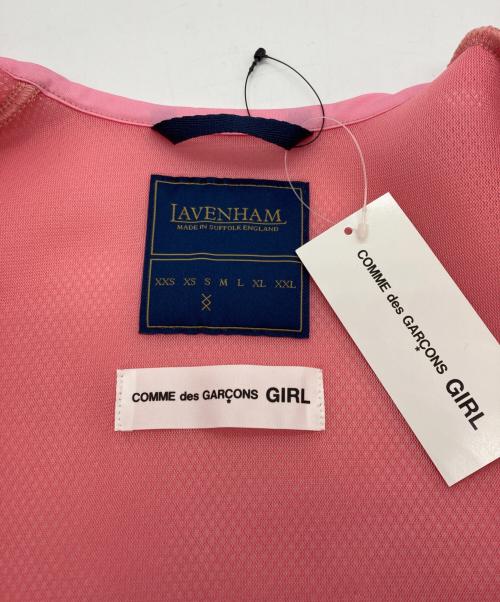 LAVENHAM
MADE IN SUFFOLK ENGLAND
XXS XS S M L XL XXL
COMME des GARÇONS GIRL
COMME des GARÇONS GIRL